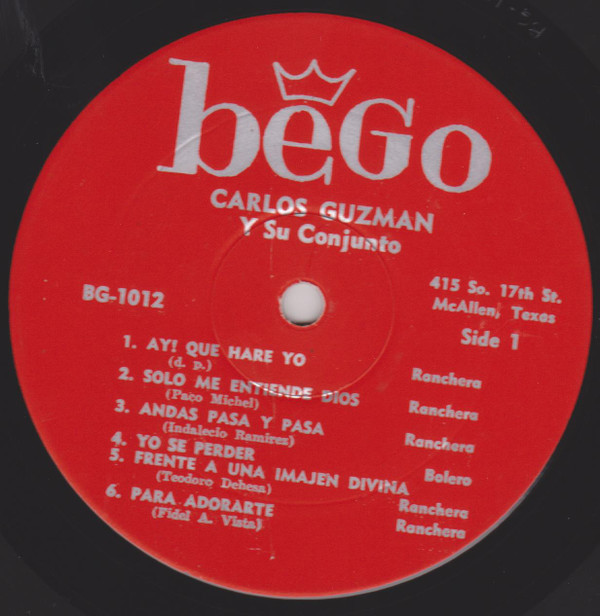 beGo
CARLOS GUZMAN
Y Su Conjunto
BG-1012
415 So. 17th St.
McAllen, Texas
Side 1
1. AY! QUE HARE YO
(d. p.)
Ranchera
2. SOLO ME ENTIENDE DIOS
(Paco Michel)
Ranchera
3. ANDAS PASA Y PASA
(Indalecio Ramirez)
Ranchera
4. YO SE PERDER
Bolero
5. FRENTE A UNA IMAJEN DIVINA
(Teodoro Dehesa)
Ranchera
6. PARA ADORARTE
(Fidel A. Vista)
Ranchera